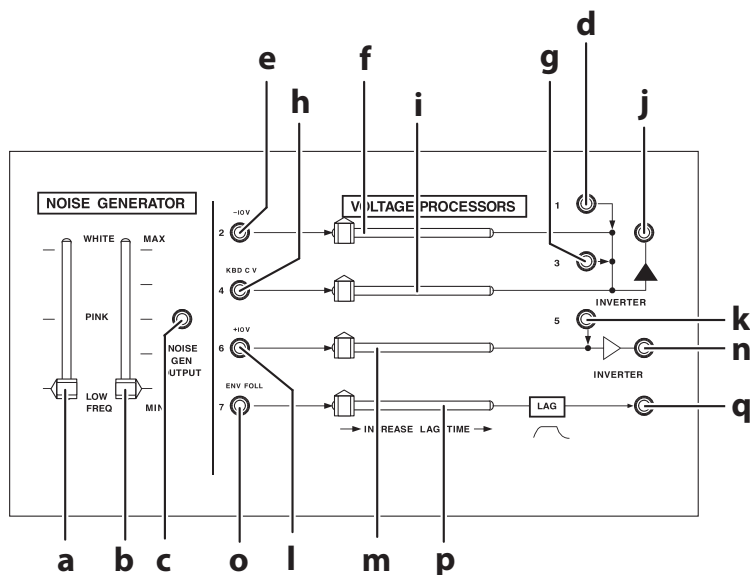 d
e
f
g
h
i
j
NOISE GENERATOR
VOLTAGE PROCESSORS
-10V
1
WHITE
MAX
2
3
KBD CV
4
INVERTER
PINK
5
k
+10V
NOISE
GEN
OUTPUT
6
n
INVERTER
ENV FOLL
LOW
FREQ
MIN
7
LAG
q
INCREASE LAG TIME
a
b
c
o
l
m
p